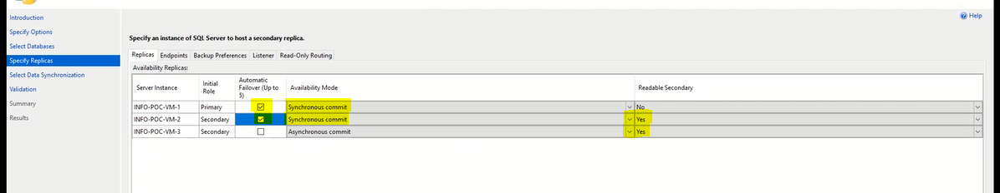 Help
Introduction
Specify Options
Select Databases
Specify Replicas
Select Data Synchronization
Validation
Summary
Results
Specify an instance of SQL Server to host a secondary replica.
Replicas Endpoints Backup Preferences Listener Read-Only Routing
Availability Replicas:
Server Instance Initial Role Automatic Failover (Up to 5) Availability Mode Readable Secondary
INFO-POC-VM-1 Primary Synchronous commit No
INFO-POC-VM-2 Secondary Synchronous commit Yes
INFO-POC-VM-3 Secondary Asynchronous commit Yes